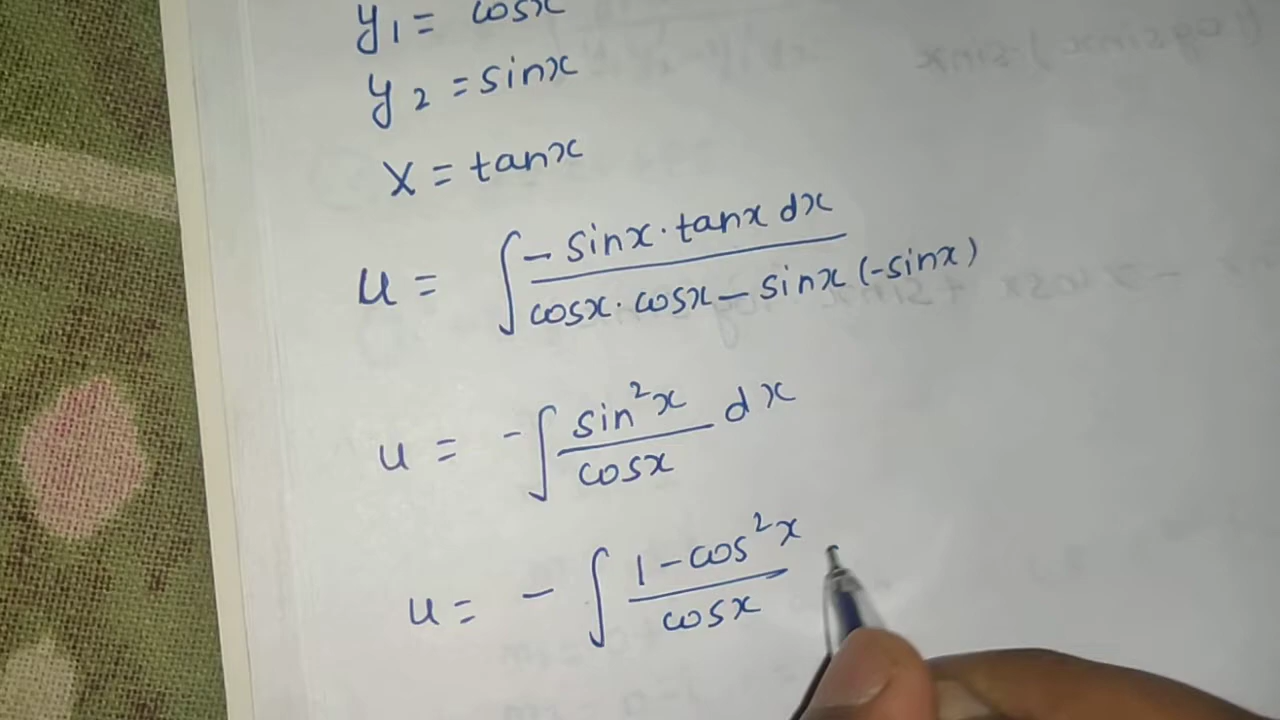 y₁ = cosx
y₂ = sinx
X = tanx
u = ∫ (-sinx · tanx dx) / (cosx · cosx - sinx (-sinx))
u = -∫ (sin²x / cosx) dx
u = - ∫ (1 - cos²x) / cosx